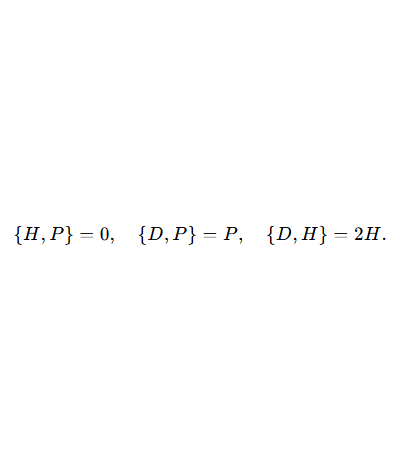 {H, P} = 0, {D, P} = P, {D, H} = 2H.